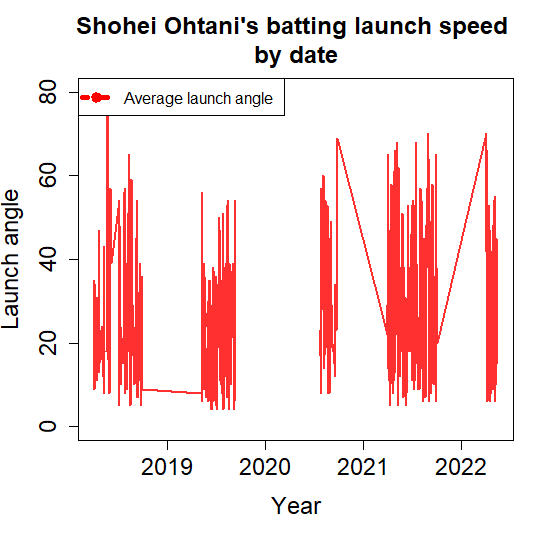 Shohei Ohtani's batting launch speed
by date
Average launch angle
Launch angle
80
60
40
20
0
2019 2020 2021 2022
Year